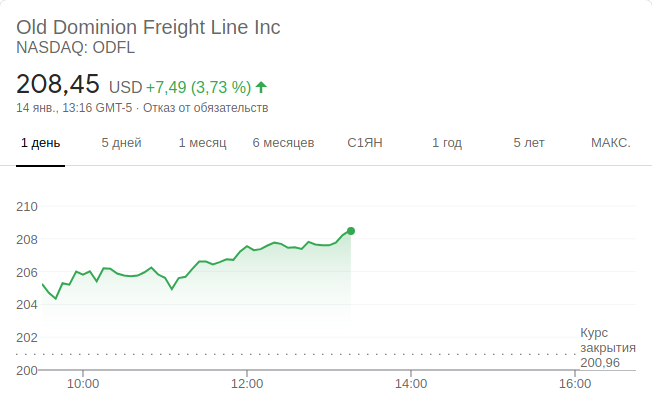 Old Dominion Freight Line Inc
NASDAQ: ODFL
208,45 USD +7,49 (3,73 %)
14 янв., 13:16 GMT-5 · Отказ от обязательств
1 день 5 дней 1 месяц 6 месяцев С1ЯН 1 год 5 лет МАКС.
210
208
206
204
202
200
Курс
закрытия
200,96
10:00 12:00 14:00 16:00